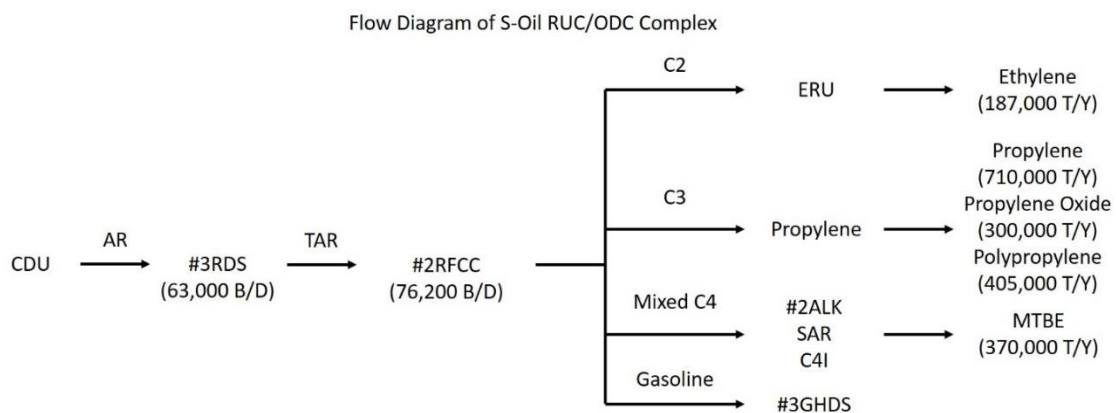 Flow Diagram of S-Oil RUC/ODC Complex
C2
ERU
Ethylene
(187,000 T/Y)
Propylene
(710,000 T/Y)
C3
Propylene
Propylene Oxide
(300,000 T/Y)
Polypropylene
(405,000 T/Y)
CDU
AR
#3RDS
(63,000 B/D)
TAR
#2RFCC
(76,200 B/D)
Mixed C4
#2ALK
SAR
C4I
MTBE
(370,000 T/Y)
Gasoline
#3GHDS